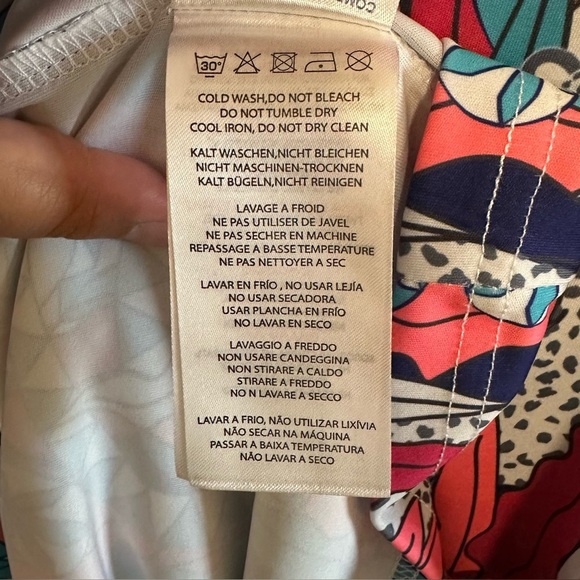 COM
30°
COLD WASH,DO NOT BLEACH
DO NOT TUMBLE DRY
COOL IRON, DO NOT DRY CLEAN
KALT WASCHEN,NICHT BLEICHEN
NICHT MASCHINEN-TROCKNEN
KALT BÜGELN,NICHT REINIGEN
LAVAGE A FROID
NE PAS UTILISER DE JAVEL
NE PAS SECHER EN MACHINE
REPASSAGE A BASSE TEMPERATURE
NE PAS NETTOYER A SEC
LAVAR EN FRÍO , NO USAR LEJÍA
NO USAR SECADORA
USAR PLANCHA EN FRÍO
NO LAVAR EN SECO
LAVAGGIO A FREDDO
NON USARE CANDEGGINA
NON STIRARE A CALDO
STIRARE A FREDDO
NO N LAVARE A SECCO
LAVAR A FRIO, NÃO UTILIZAR LIXÍVIA
NÃO SECAR NA MÁQUINA
PASSAR A BAIXA TEMPERATURA
NÃO LAVAR A SECO